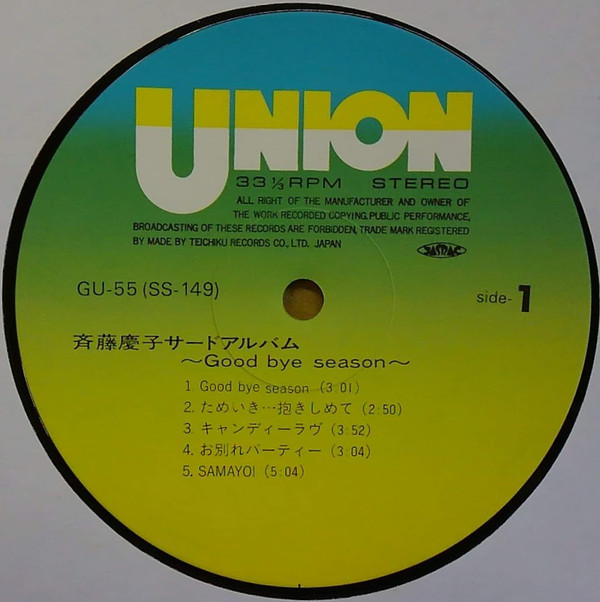 UNION
33 1/3 RPM STEREO
ALL RIGHT OF THE MANUFACTURER AND OWNER OF
THE WORK RECORDED COPYING, PUBLIC PERFORMANCE,
BROADCASTING OF THESE RECORDS ARE FORBIDDEN, TRADE MARK REGISTERED
BY MADE BY TEICHIKU RECORDS CO., LTD. JAPAN
JASRAC
GU-55 (SS-149)
side-1
斉藤慶子サードアルバム
～Good bye season～
1 Good bye season (3:01)
2. ためいき…抱きしめて (2:50)
3. キャンディーラヴ (3:52)
4. お別れパーティー (3:04)
5. SAMAYOI (5:04)